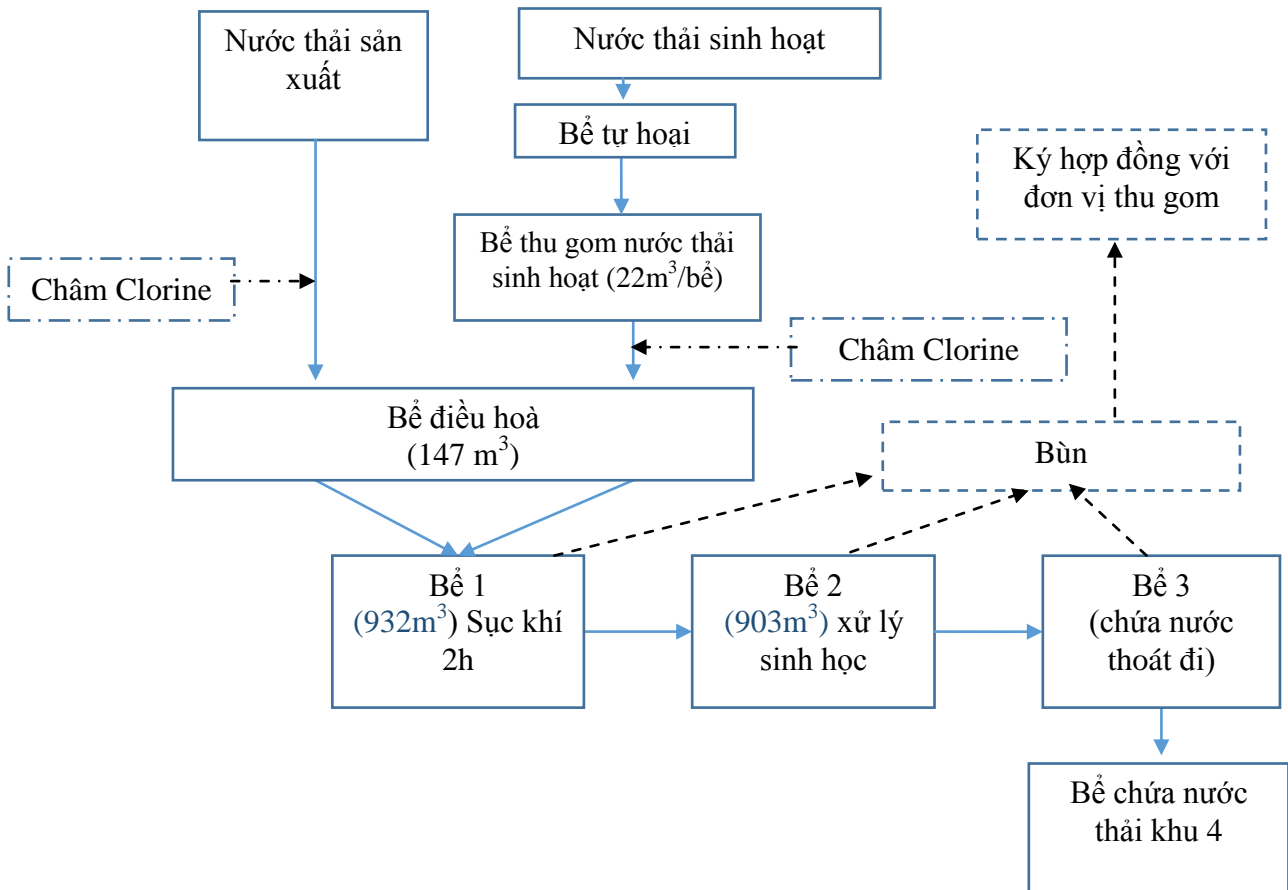 Nước thải sản
xuất
Nước thải sinh hoạt
Bể tự hoại
Ký hợp đồng với
đơn vị thu gom
Bể thu gom nước thải
sinh hoạt (22m³/bể)
Châm Clorine
Châm Clorine
Bể điều hoà
(147 m³)
Bùn
Bể 1
(932m³) Sục khí
2h
Bể 2
(903m³) xử lý
sinh học
Bể 3
(chứa nước
thoát đi)
Bể chứa nước
thải khu 4